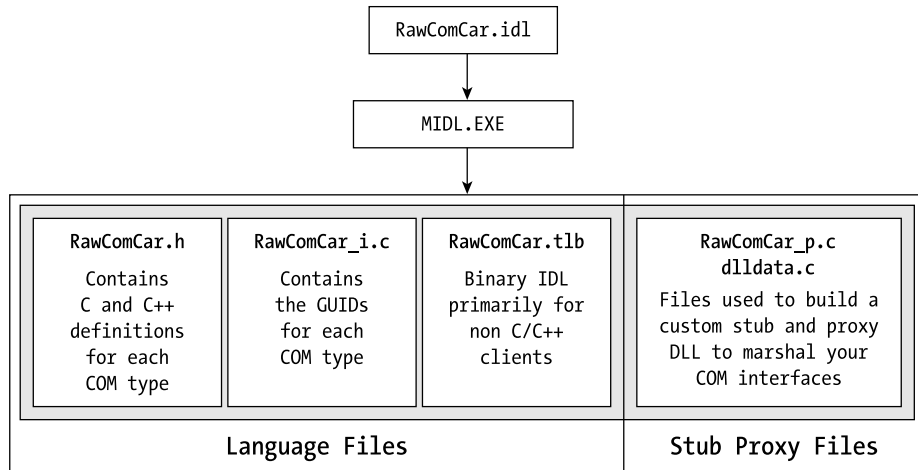 RawComCar.idl
MIDL.EXE
RawComCar.h
Contains
C and C++
definitions
for each
COM type
RawComCar_i.c
Contains
the GUIDs
for each
COM type
RawComCar.tlb
Binary IDL
primarily for
non C/C++
clients
RawComCar_p.c
dlldata.c
Files used to build a
custom stub and proxy
DLL to marshal your
COM interfaces
Language Files
Stub Proxy Files